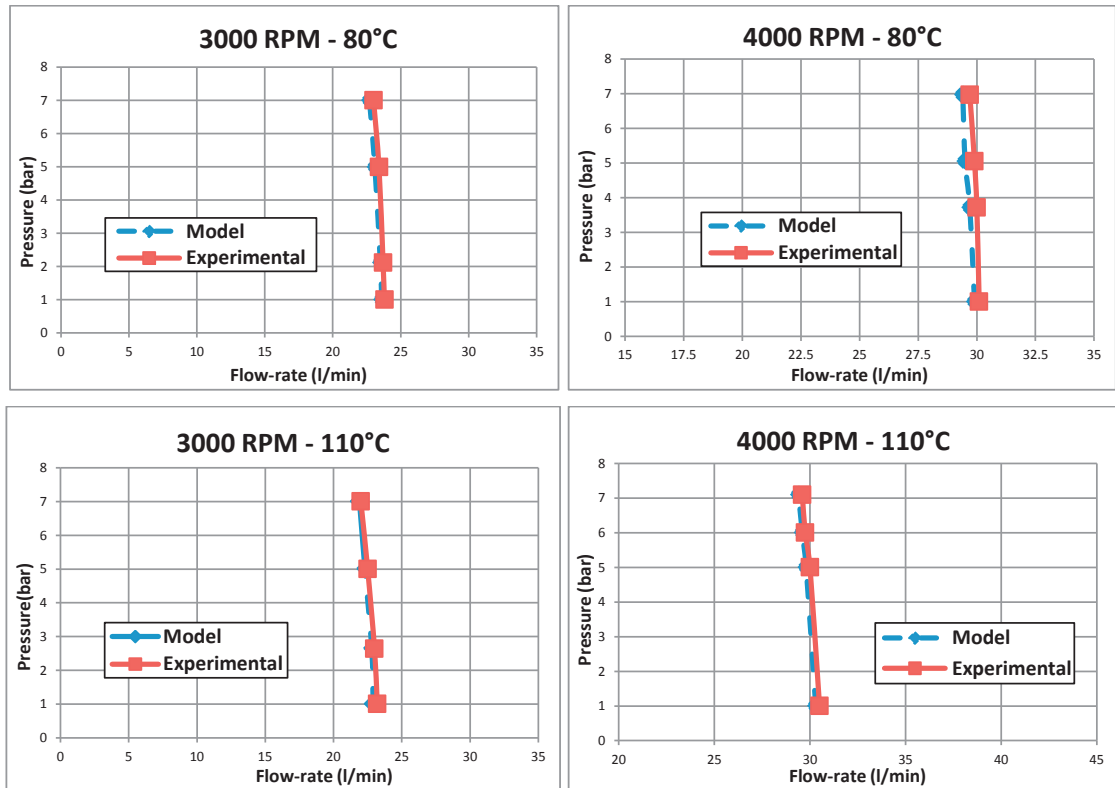 3000 RPM - 80°C
8
7
6
5
4
3
2
1
0
Pressure (bar)
Model
Experimental
0 5 10 15 20 25 30 35
Flow-rate (l/min)
4000 RPM - 80°C
8
7
6
5
4
3
2
1
0
Pressure (bar)
Model
Experimental
15 17.5 20 22.5 25 27.5 30 32.5 35
Flow-rate (l/min)
3000 RPM - 110°C
8
7
6
5
4
3
2
1
0
Pressure(bar)
Model
Experimental
0 5 10 15 20 25 30 35
Flow-rate (l/min)
4000 RPM - 110°C
8
7
6
5
4
3
2
1
0
Pressure (bar)
Model
Experimental
20 25 30 35 40 45
Flow-rate (l/min)